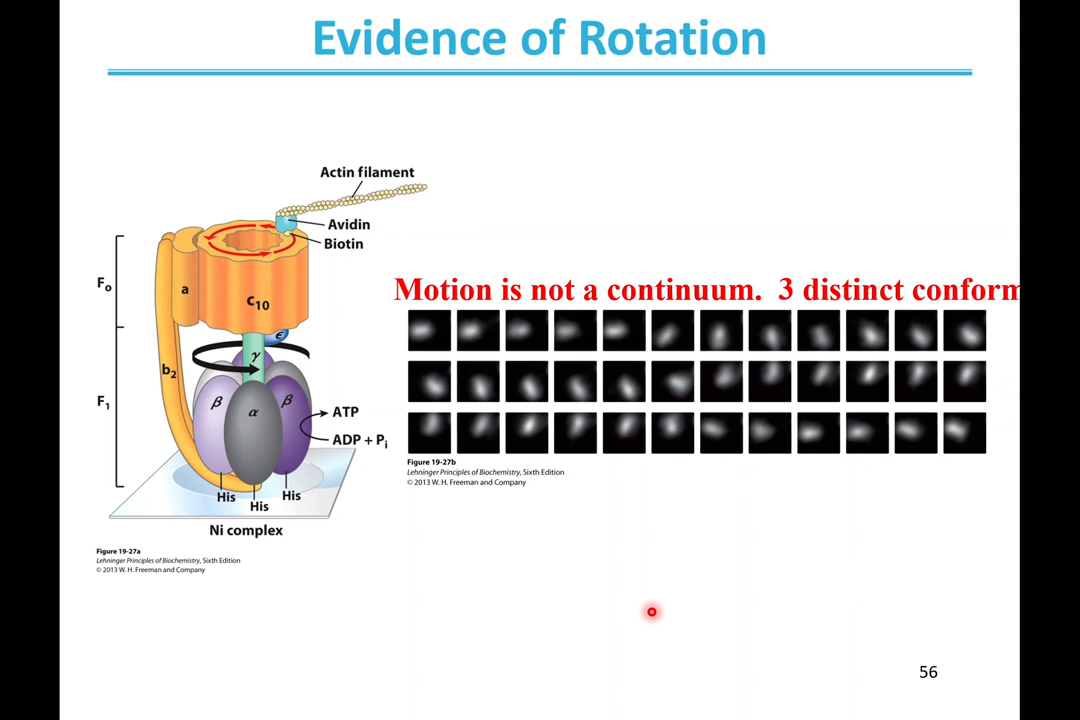 Evidence of Rotation
Actin filament
Avidin
Biotin
Fo
a
c10
ε
γ
b2
F1
β
α
β
ATP
ADP + Pi
His
His
His
Ni complex
Figure 19-27a
Lehninger Principles of Biochemistry, Sixth Edition
© 2013 W. H. Freeman and Company
Motion is not a continuum. 3 distinct conform
Figure 19-27b
Lehninger Principles of Biochemistry, Sixth Edition
© 2013 W. H. Freeman and Company
56